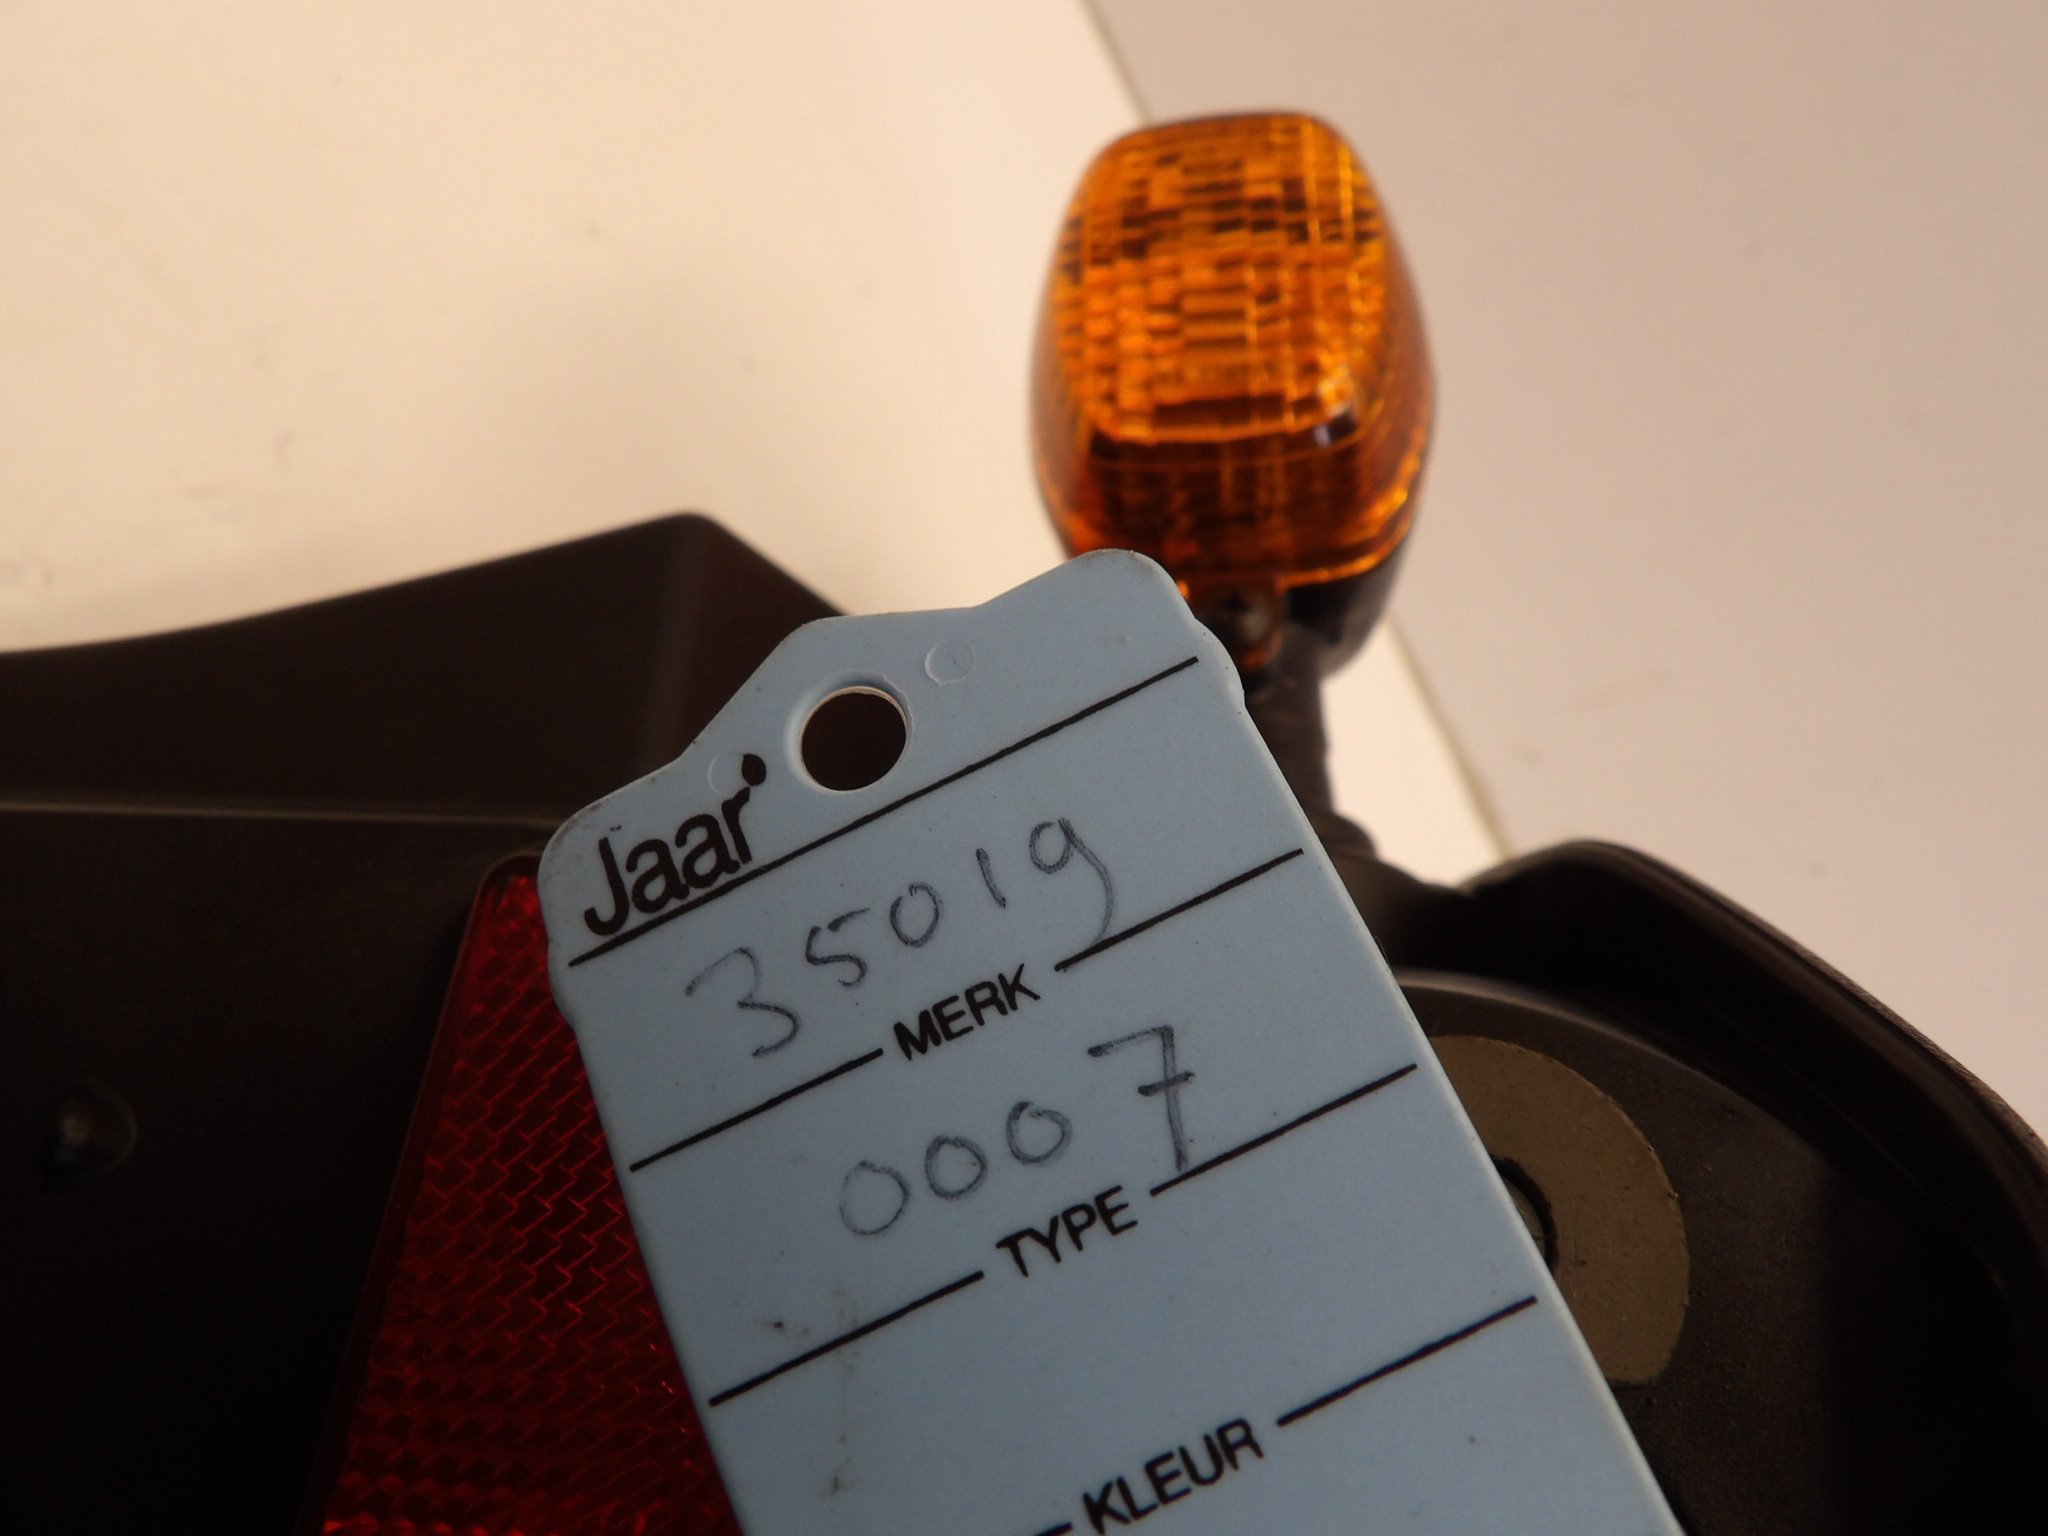 Jaar
35019
MERK
0007
TYPE
KLEUR